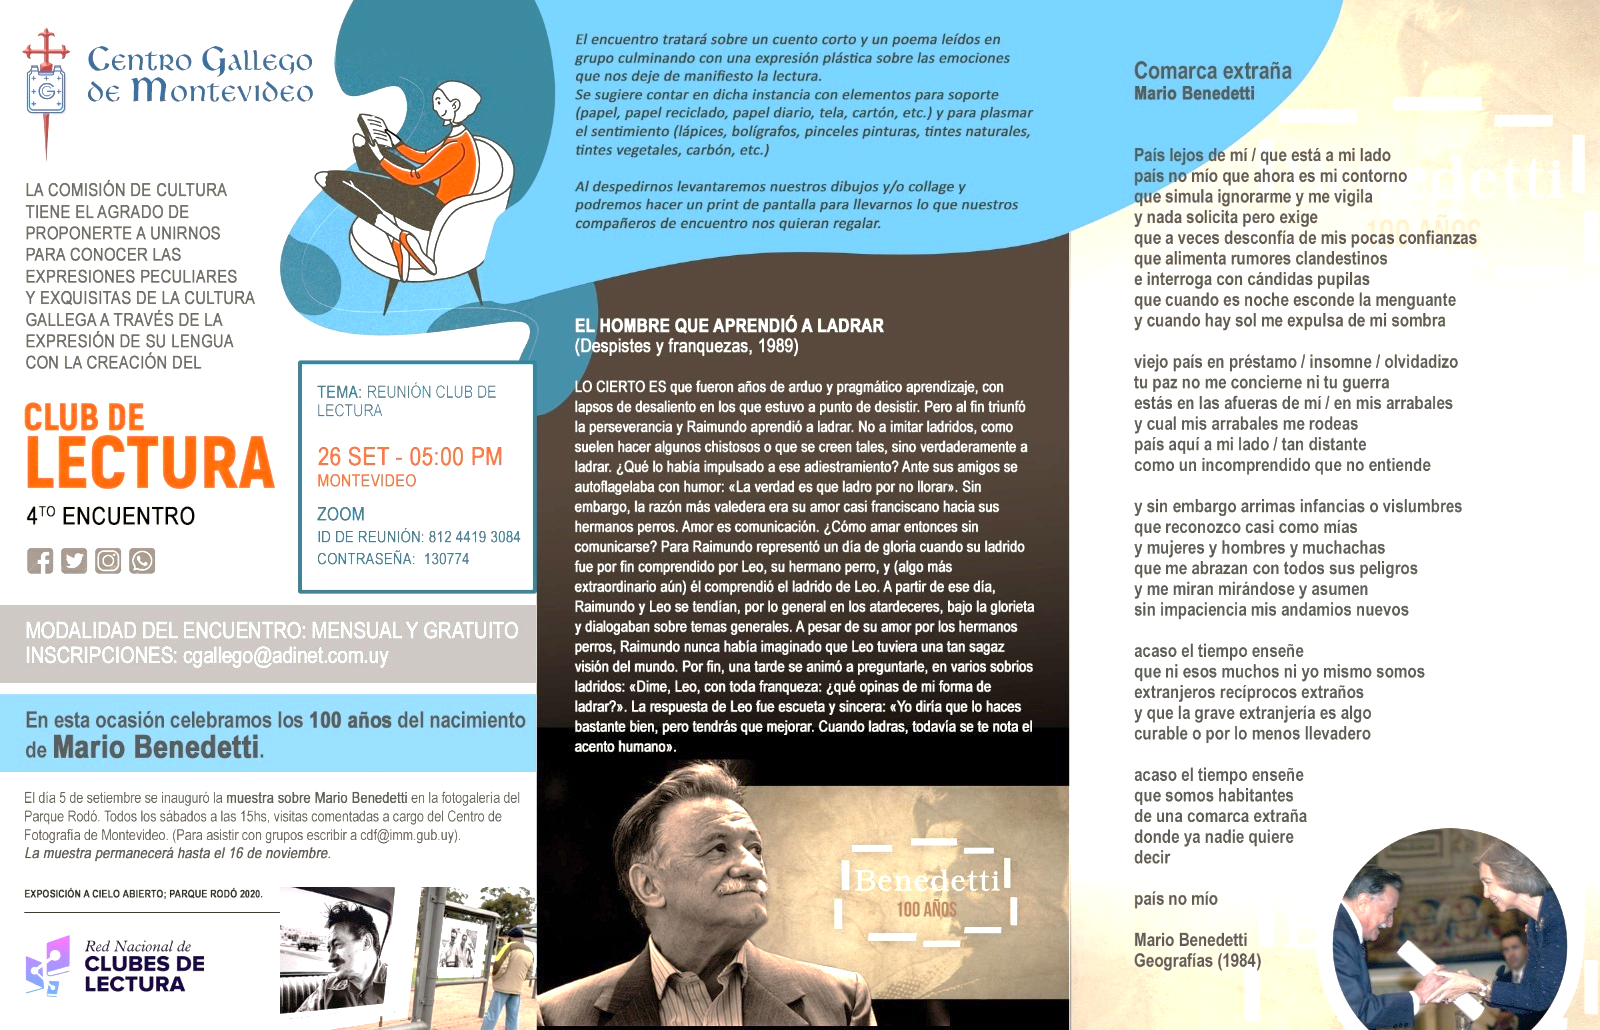 Centro Gallego
de Montevideo
G
LA COMISIÓN DE CULTURA
TIENE EL AGRADO DE
PROPONERTE A UNIRNOS
PARA CONOCER LAS
EXPRESIONES PECULIARES
Y EXQUISITAS DE LA CULTURA
GALLEGA A TRAVÉS DE LA
EXPRESIÓN DE SU LENGUA
CON LA CREACIÓN DEL
CLUB DE
LECTURA
4TO ENCUENTRO
TEMA: REUNIÓN CLUB DE
LECTURA
26 SET - 05:00 PM
MONTEVIDEO
ZOOM
ID DE REUNIÓN: 812 4419 3084
CONTRASEÑA: 130774
MODALIDAD DEL ENCUENTRO: MENSUAL Y GRATUITO
INSCRIPCIONES: cgallego@adinet.com.uy
En esta ocasión celebramos los 100 años del nacimiento
de Mario Benedetti.
El día 5 de setiembre se inauguró la muestra sobre Mario Benedetti en la fotogalería del
Parque Rodó. Todos los sábados a las 15hs, visitas comentadas a cargo del Centro de
Fotografía de Montevideo. (Para asistir con grupos escribir a cdf@imm.gub.uy).
La muestra permanecerá hasta el 16 de noviembre.
EXPOSICIÓN A CIELO ABIERTO; PARQUE RODÓ 2020.
Red Nacional de
CLUBES DE
LECTURA
El encuentro tratará sobre un cuento corto y un poema leídos en
grupo culminando con una expresión plástica sobre las emociones
que nos deje de manifiesto la lectura.
Se sugiere contar en dicha instancia con elementos para soporte
(papel, papel reciclado, papel diario, tela, cartón, etc.) y para plasmar
el sentimiento (lápices, bolígrafos, pinceles pinturas, tintes naturales,
tintes vegetales, carbón, etc.)
Al despedirnos levantaremos nuestros dibujos y/o collage y
podremos hacer un print de pantalla para llevarnos lo que nuestros
compañeros de encuentro nos quieran regalar.
EL HOMBRE QUE APRENDIÓ A LADRAR
(Despistes y franquezas, 1989)
LO CIERTO ES que fueron años de arduo y pragmático aprendizaje, con
lapsos de desaliento en los que estuvo a punto de desistir. Pero al fin triunfó
la perseverancia y Raimundo aprendió a ladrar. No a imitar ladridos, como
suelen hacer algunos chistosos o que se creen tales, sino verdaderamente a
ladrar. ¿Qué lo había impulsado a ese adiestramiento? Ante sus amigos se
autoflagelaba con humor: «La verdad es que ladro por no llorar». Sin
embargo, la razón más valedera era su amor casi franciscano hacia sus
hermanos perros. Amor es comunicación. ¿Cómo amar entonces sin
comunicarse? Para Raimundo representó un día de gloria cuando su ladrido
fue por fin comprendido por Leo, su hermano perro, y (algo más
extraordinario aún) él comprendió el ladrido de Leo. A partir de ese día,
Raimundo y Leo se tendían, por lo general en los atardeceres, bajo la glorieta
y dialogaban sobre temas generales. A pesar de su amor por los hermanos
perros, Raimundo nunca había imaginado que Leo tuviera una tan sagaz
visión del mundo. Por fin, una tarde se animó a preguntarle, en varios sobrios
ladridos: «Dime, Leo, con toda franqueza: ¿qué opinas de mi forma de
ladrar?». La respuesta de Leo fue escueta y sincera: «Yo diría que lo haces
bastante bien, pero tendrás que mejorar. Cuando ladras, todavía se te nota el
acento humano».
Benedetti
100 AÑOS
Comarca extraña
Mario Benedetti
País lejos de mí / que está a mi lado
país no mío que ahora es mi contorno
que simula ignorarme y me vigila
y nada solicita pero exige
que a veces desconfía de mis pocas confianzas
que alimenta rumores clandestinos
e interroga con cándidas pupilas
que cuando es noche esconde la menguante
y cuando hay sol me expulsa de mi sombra
viejo país en préstamo / insomne / olvidadizo
tu paz no me concierne ni tu guerra
estás en las afueras de mí / en mis arrabales
y cual mis arrabales me rodeas
país aquí a mi lado / tan distante
como un incomprendido que no entiende
y sin embargo arrimas infancias o vislumbres
que reconozco casi como mías
y mujeres y hombres y muchachas
que me abrazan con todos sus peligros
y me miran mirándose y asumen
sin impaciencia mis andamios nuevos
acaso el tiempo enseñe
que ni esos muchos ni yo mismo somos
extranjeros recíprocos extraños
y que la grave extranjería es algo
curable o por lo menos llevadero
acaso el tiempo enseñe
que somos habitantes
de una comarca extraña
donde ya nadie quiere
decir
país no mío
Mario Benedetti
Geografías (1984)
edetti
100 AÑOS